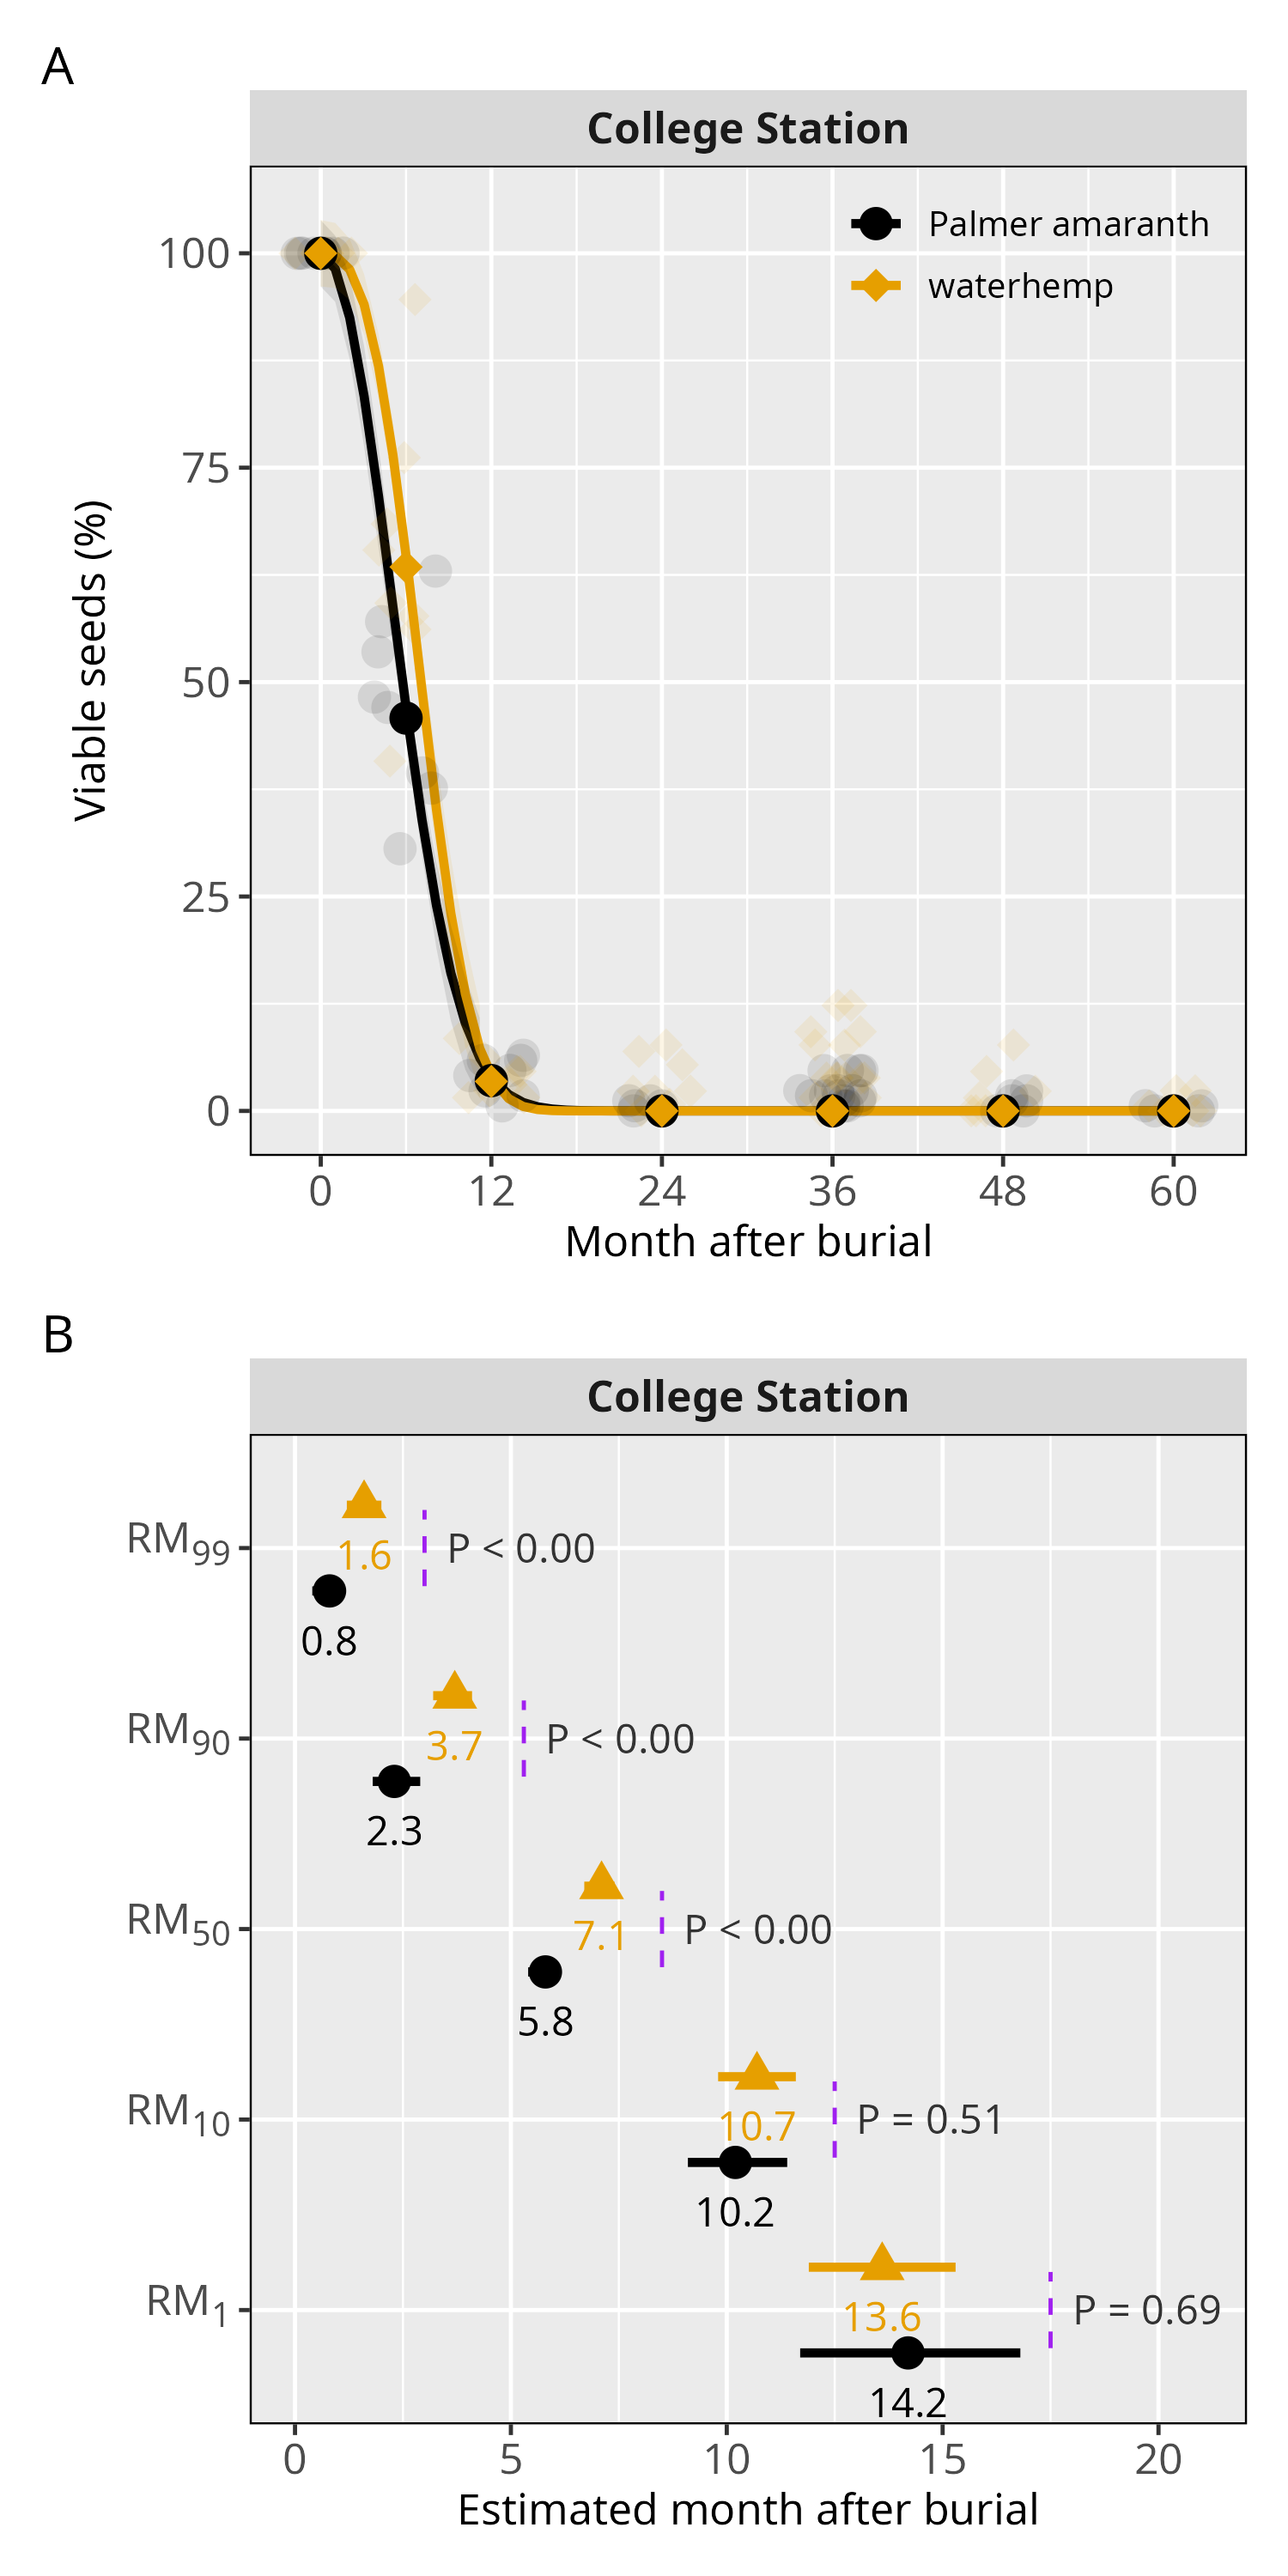 A
College Station
Palmer amaranth
waterhemp
100
75
50
25
0
Viable seeds (%)
0 12 24 36 48 60
Month after burial
B
College Station
RM99
1.6
P < 0.00
0.8
RM90
3.7
P < 0.00
2.3
RM50
7.1
P < 0.00
5.8
RM10
10.7
P = 0.51
10.2
RM1
13.6
P = 0.69
14.2
0 5 10 15 20
Estimated month after burial